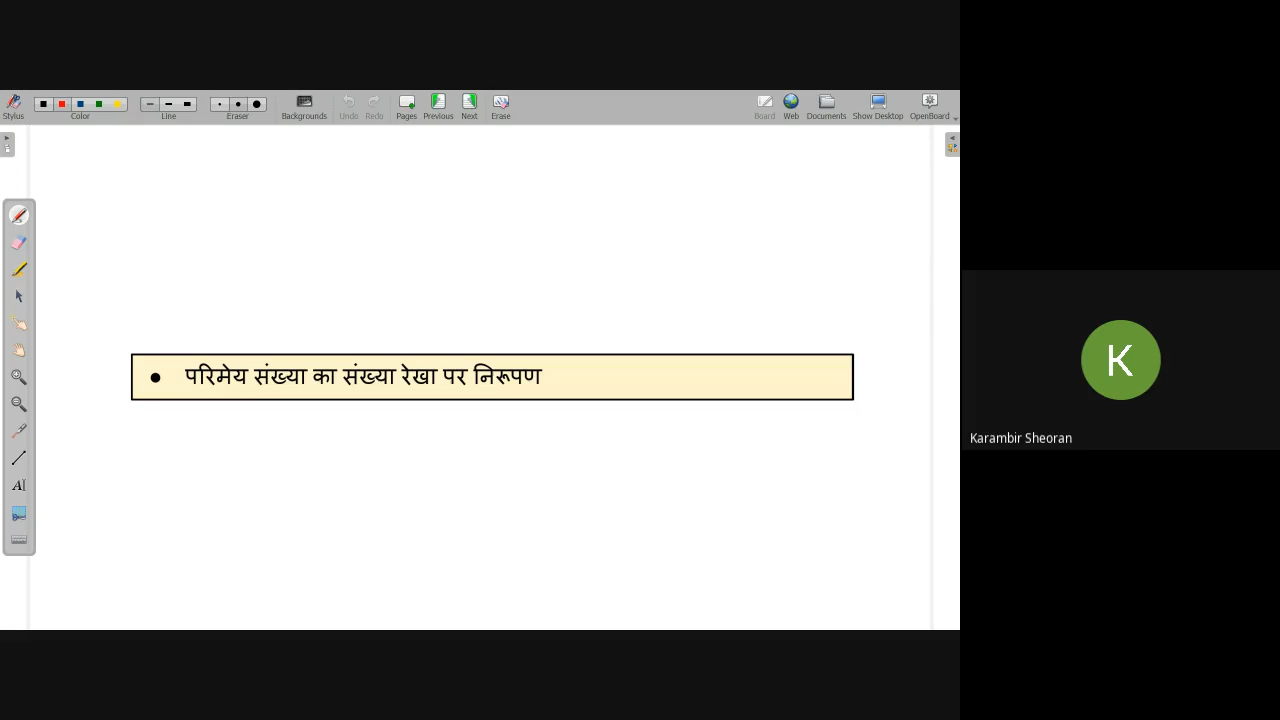 Stylus Color Line Eraser Backgrounds Undo Redo Pages Previous Next Erase Board Web Documents Show Desktop OpenBoard
● परिमेय संख्या का संख्या रेखा पर निरूपण
K
Karambir Sheoran